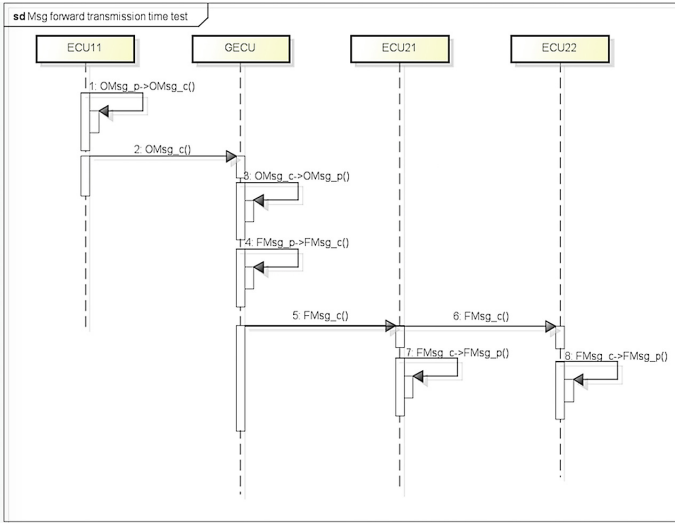 sd Msg forward transmission time test
ECU11 GECU ECU21 ECU22
1: OMsg_p->OMsg_c()
2: OMsg_c()
3: OMsg_c->OMsg_p()
4: FMsg_p->FMsg_c()
5: FMsg_c() 6: FMsg_c()
7: FMsg_c->FMsg_p() 8: FMsg_c->FMsg_p()